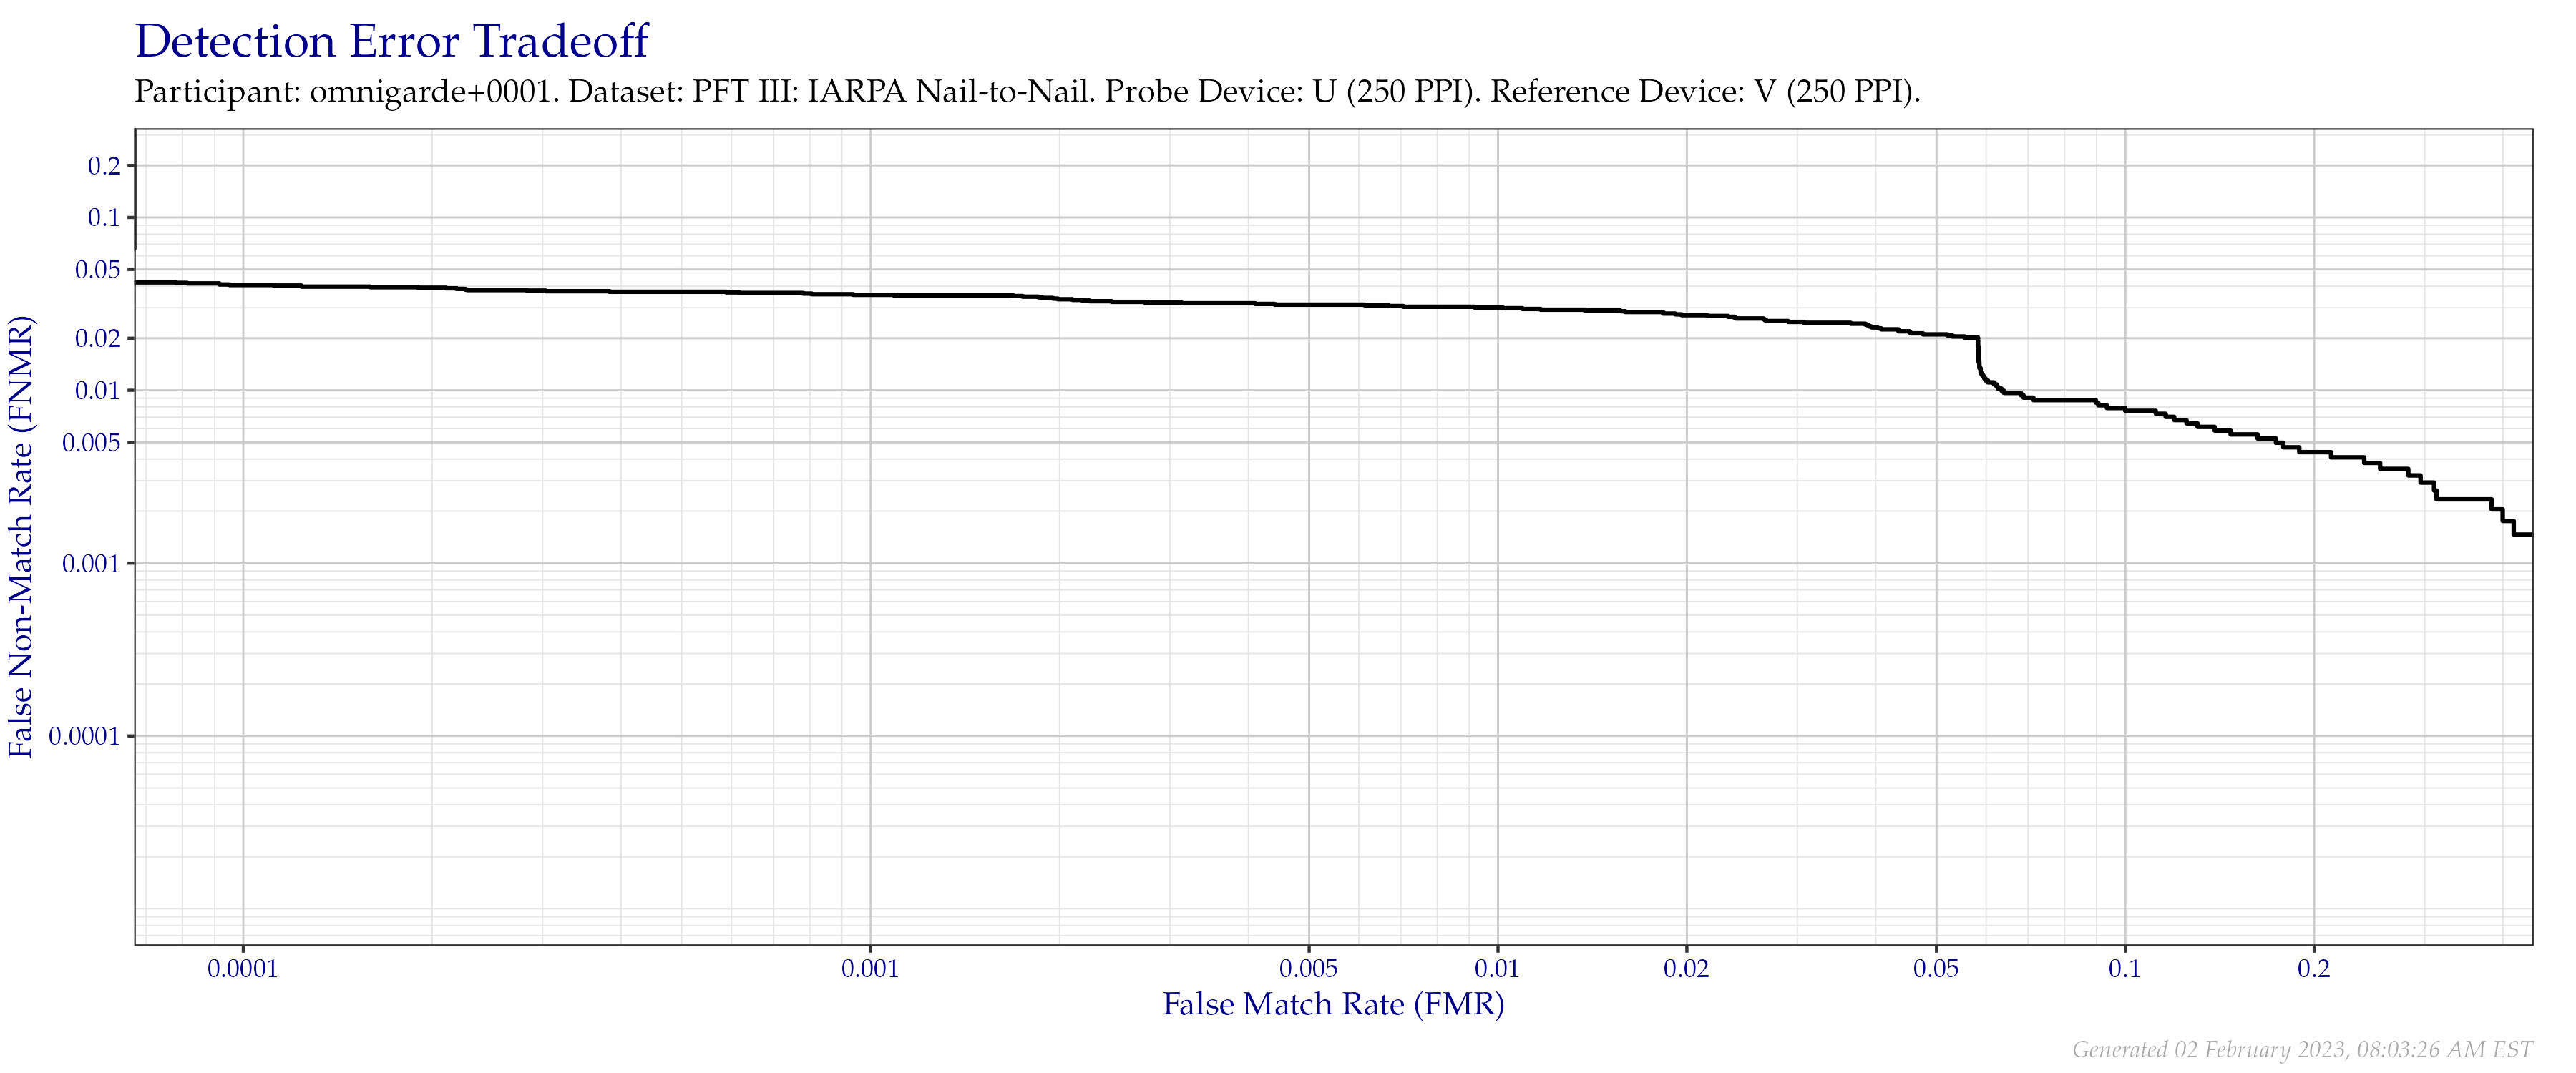 Detection Error Tradeoff
Participant: omnigarde+0001. Dataset: PFT III: IARPA Nail-to-Nail. Probe Device: U (250 PPI). Reference Device: V (250 PPI).
False Non-Match Rate (FNMR)
0.2
0.1
0.05
0.02
0.01
0.005
0.001
0.0001
0.0001 0.001 0.005 0.01 0.02 0.05 0.1 0.2
False Match Rate (FMR)
Generated 02 February 2023, 08:03:26 AM EST